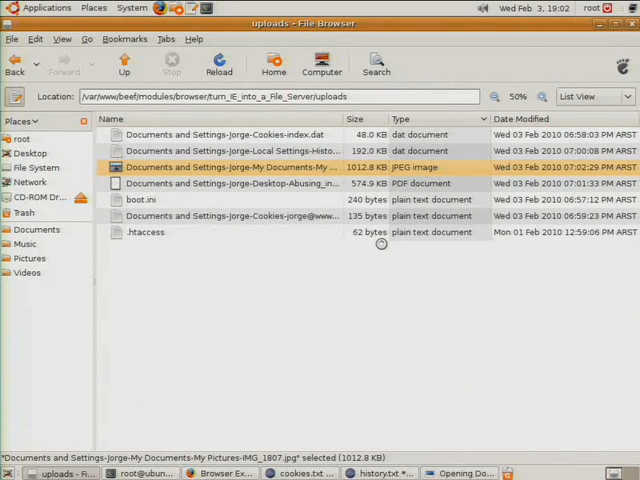 Applications Places System Wed Feb 3, 19:02 root
uploads - File Browser
File Edit View Go Bookmarks Tabs Help
Back Forward Up Stop Reload Home Computer Search
Location: /var/www/beef/modules/browser/turn_IE_into_a_File_Server/uploads 50% List View
Places Name Size Type Date Modified
root
Desktop
File System
Network
CD-ROM Dr...
Trash
Documents
Music
Pictures
Videos
Documents and Settings-Jorge-Cookies-index.dat 48.0 KB dat document Wed 03 Feb 2010 06:58:03 PM ARST
Documents and Settings-Jorge-Local Settings-Histo... 192.0 KB dat document Wed 03 Feb 2010 07:00:08 PM ARST
Documents and Settings-Jorge-My Documents-My ... 1012.8 KB JPEG image Wed 03 Feb 2010 07:02:29 PM ARST
Documents and Settings-Jorge-Desktop-Abusing_in... 574.9 KB PDF document Wed 03 Feb 2010 07:01:33 PM ARST
boot.ini 240 bytes plain text document Wed 03 Feb 2010 06:57:12 PM ARST
Documents and Settings-Jorge-Cookies-jorge@www... 135 bytes plain text document Wed 03 Feb 2010 06:59:23 PM ARST
.htaccess 62 bytes plain text document Mon 01 Feb 2010 12:59:06 PM ARST
"Documents and Settings-Jorge-My Documents-My Pictures-IMG_1807.jpg" selected (1012.8 KB)
uploads - Fi... root@ubun... Browser Ex... cookies.txt ... history.txt *... Opening Do...